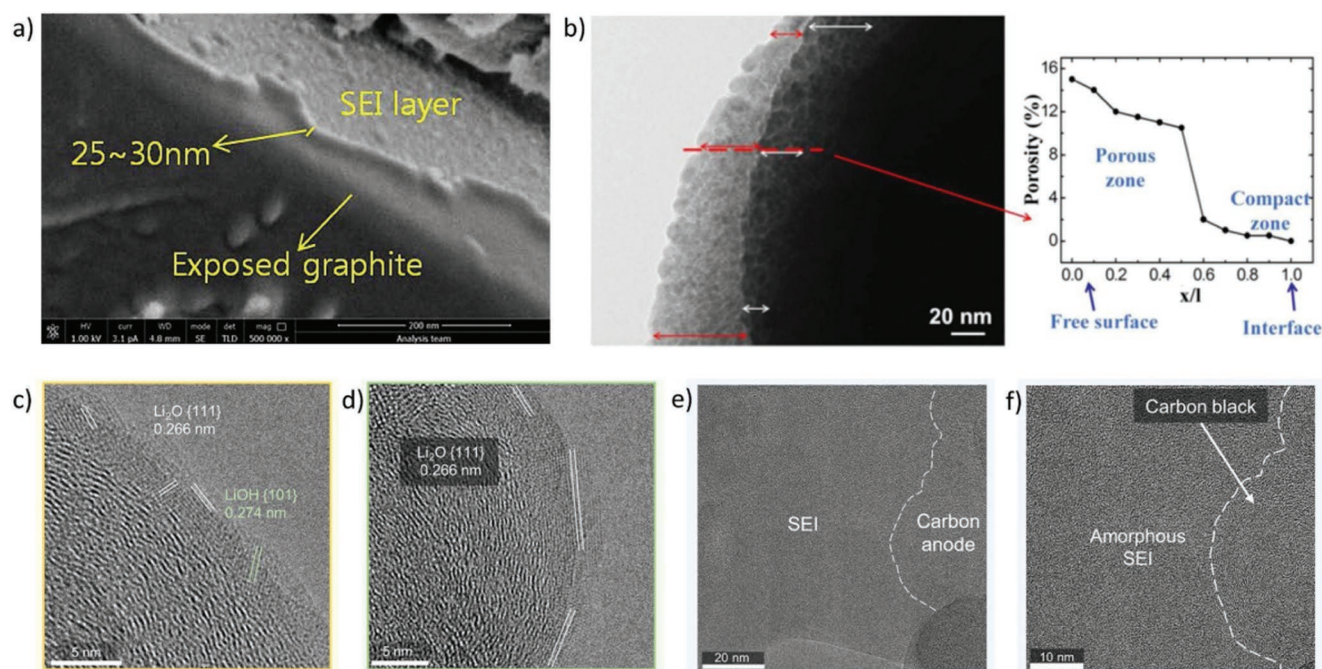 a)
SEI layer
25~30nm
Exposed graphite
HV curr WD mode det mag
1.00 kV 3.1 pA 4.8 mm SE TLD 500 000 x
200 nm
Analysis team
b)
20 nm
Porosity (%)
16
12
8
4
0
Porous
zone
Compact
zone
0.0 0.2 0.4 0.6 0.8 1.0
x/l
Free surface
Interface
c)
Li₂O {111}
0.266 nm
LiOH {101}
0.274 nm
5 nm
d)
Li₂O {111}
0.266 nm
5 nm
e)
SEI
Carbon
anode
20 nm
f)
Carbon black
Amorphous
SEI
10 nm